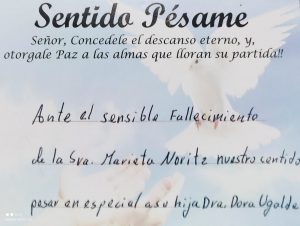 Sentido Pésame
Señor, Concedele el descanso eterno, y,
otorgale Paz a las almas que lloran su partida!!
Ante el sensible Fallecimiento
de la Sra. Marieta Noritz nuestro sentido
pesar en especial a su hija Dra. Dora Ugalde